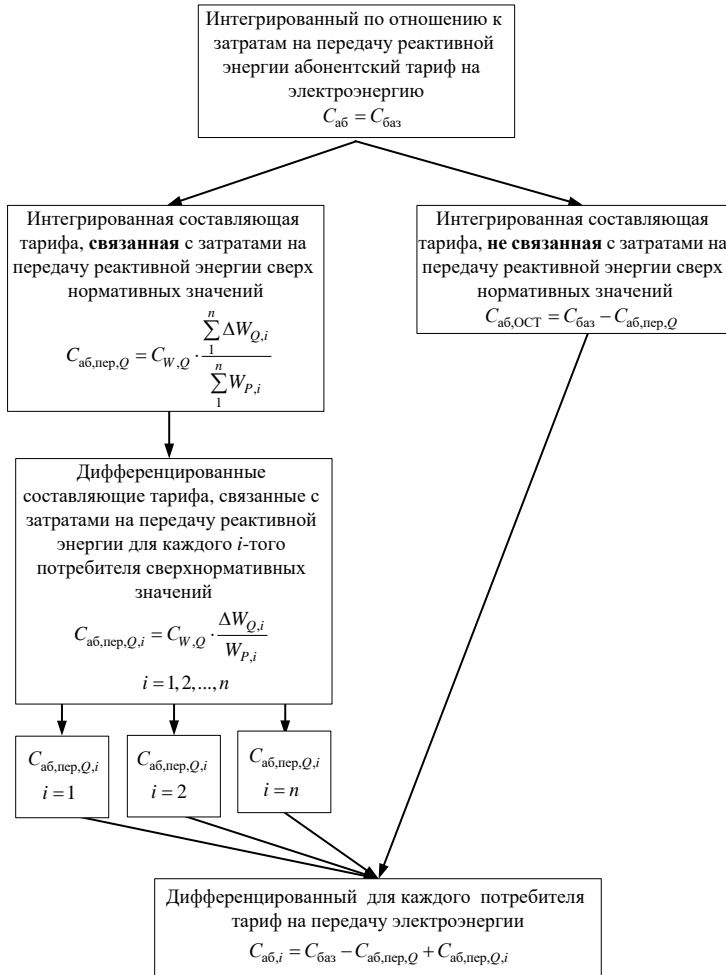 Интегрированный по отношению к
затратам на передачу реактивной
энергии абонентский тариф на
электроэнергию
C_аб = C_баз
Интегрированная составляющая
тарифа, связанная с затратами на
передачу реактивной энергии сверх
нормативных значений
C_аб,пер,Q = C_W,Q · (∑_1^n ΔW_Q,i) / (∑_1^n W_P,i)
Интегрированная составляющая
тарифа, не связанная с затратами на
передачу реактивной энергии сверх
нормативных значений
C_аб,ОСТ = C_баз − C_аб,пер,Q
Дифференцированные
составляющие тарифа, связанные с
затратами на передачу реактивной
энергии для каждого i-того
потребителя сверхнормативных
значений
C_аб,пер,Q,i = C_W,Q · ΔW_Q,i / W_P,i
i = 1, 2, ..., n
C_аб,пер,Q,i
i = 1
C_аб,пер,Q,i
i = 2
C_аб,пер,Q,i
i = n
Дифференцированный для каждого потребителя
тариф на передачу электроэнергии
C_аб,i = C_баз − C_аб,пер,Q + C_аб,пер,Q,i